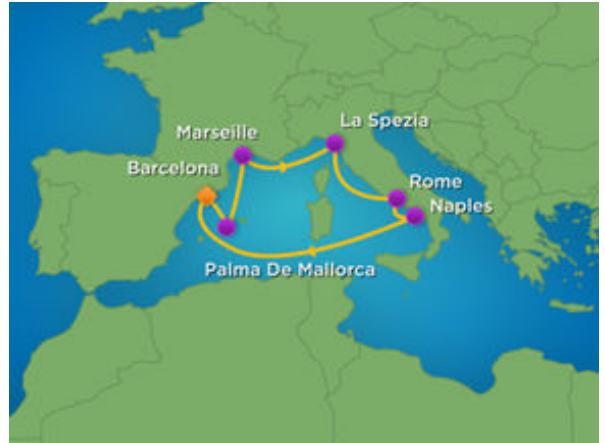 La Spezia
Marseille
Barcelona
Rome
Naples
Palma De Mallorca